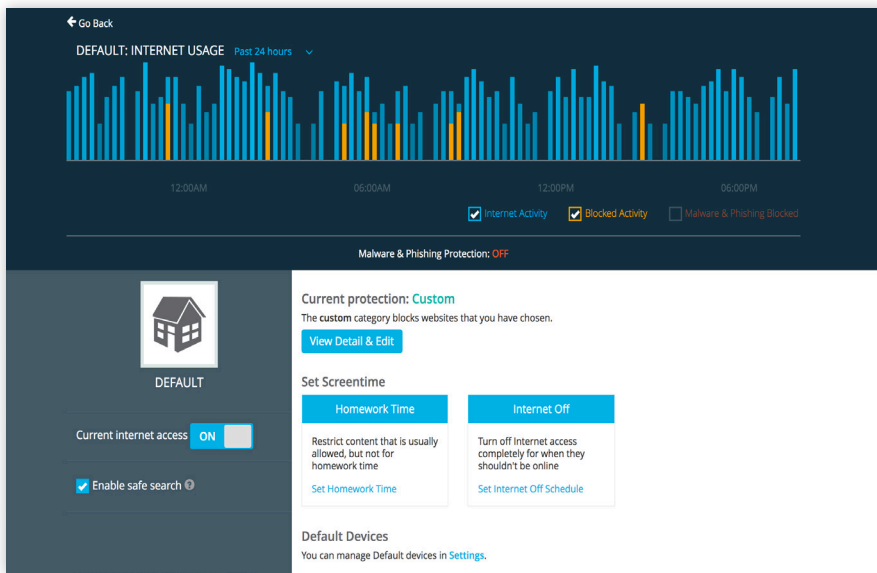 Go Back
DEFAULT: INTERNET USAGE Past 24 hours
12:00AM 06:00AM 12:00PM 06:00PM
Internet Activity Blocked Activity Malware & Phishing Blocked
Malware & Phishing Protection: OFF
DEFAULT
Current internet access ON
Enable safe search ?
Current protection: Custom
The custom category blocks websites that you have chosen.
View Detail & Edit
Set Screentime
Homework Time
Restrict content that is usually
allowed, but not for
homework time
Set Homework Time
Internet Off
Turn off Internet access
completely for when they
shouldn't be online
Set Internet Off Schedule
Default Devices
You can manage Default devices in Settings.